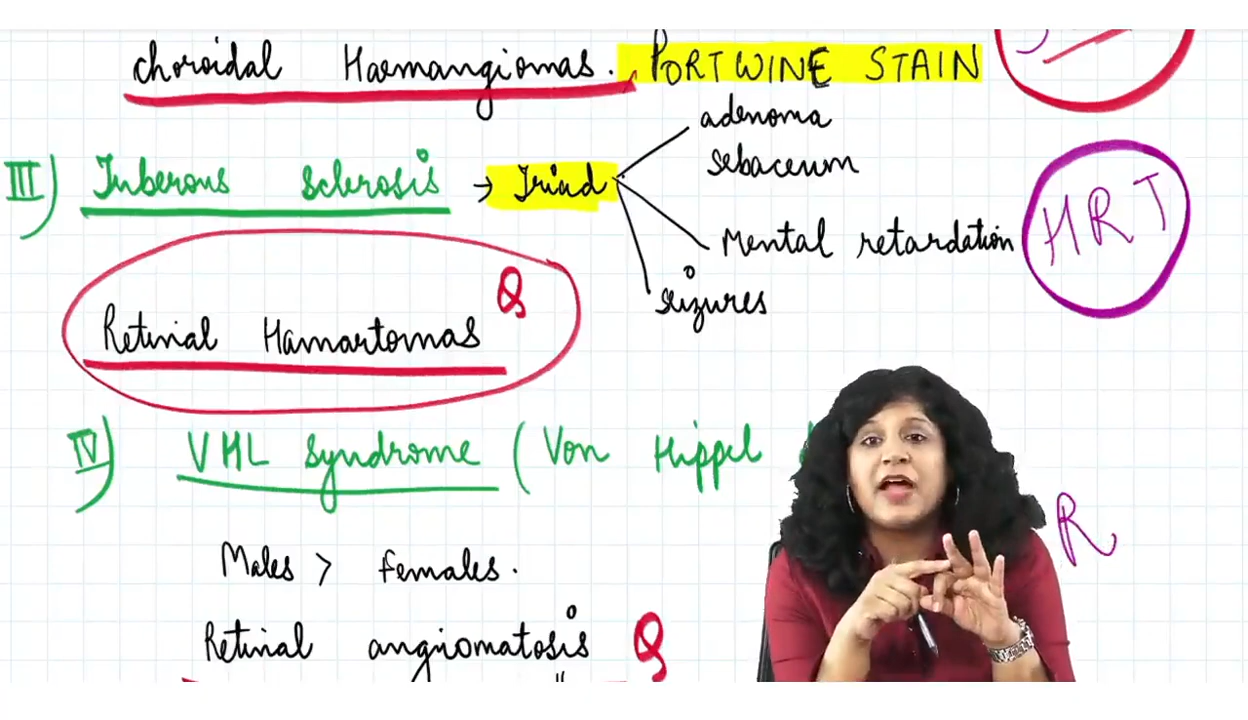 choroidal Haemangiomas. PORTWINE STAIN
III) Tuberous sclerosis → Triad
adenoma
sebaceum
Mental retardation
seizures
HRT
Retinal Hamartomas Q
IV) VHL Syndrome (Von Hippel
R
Males > females.
Retinal angiomatosis Q